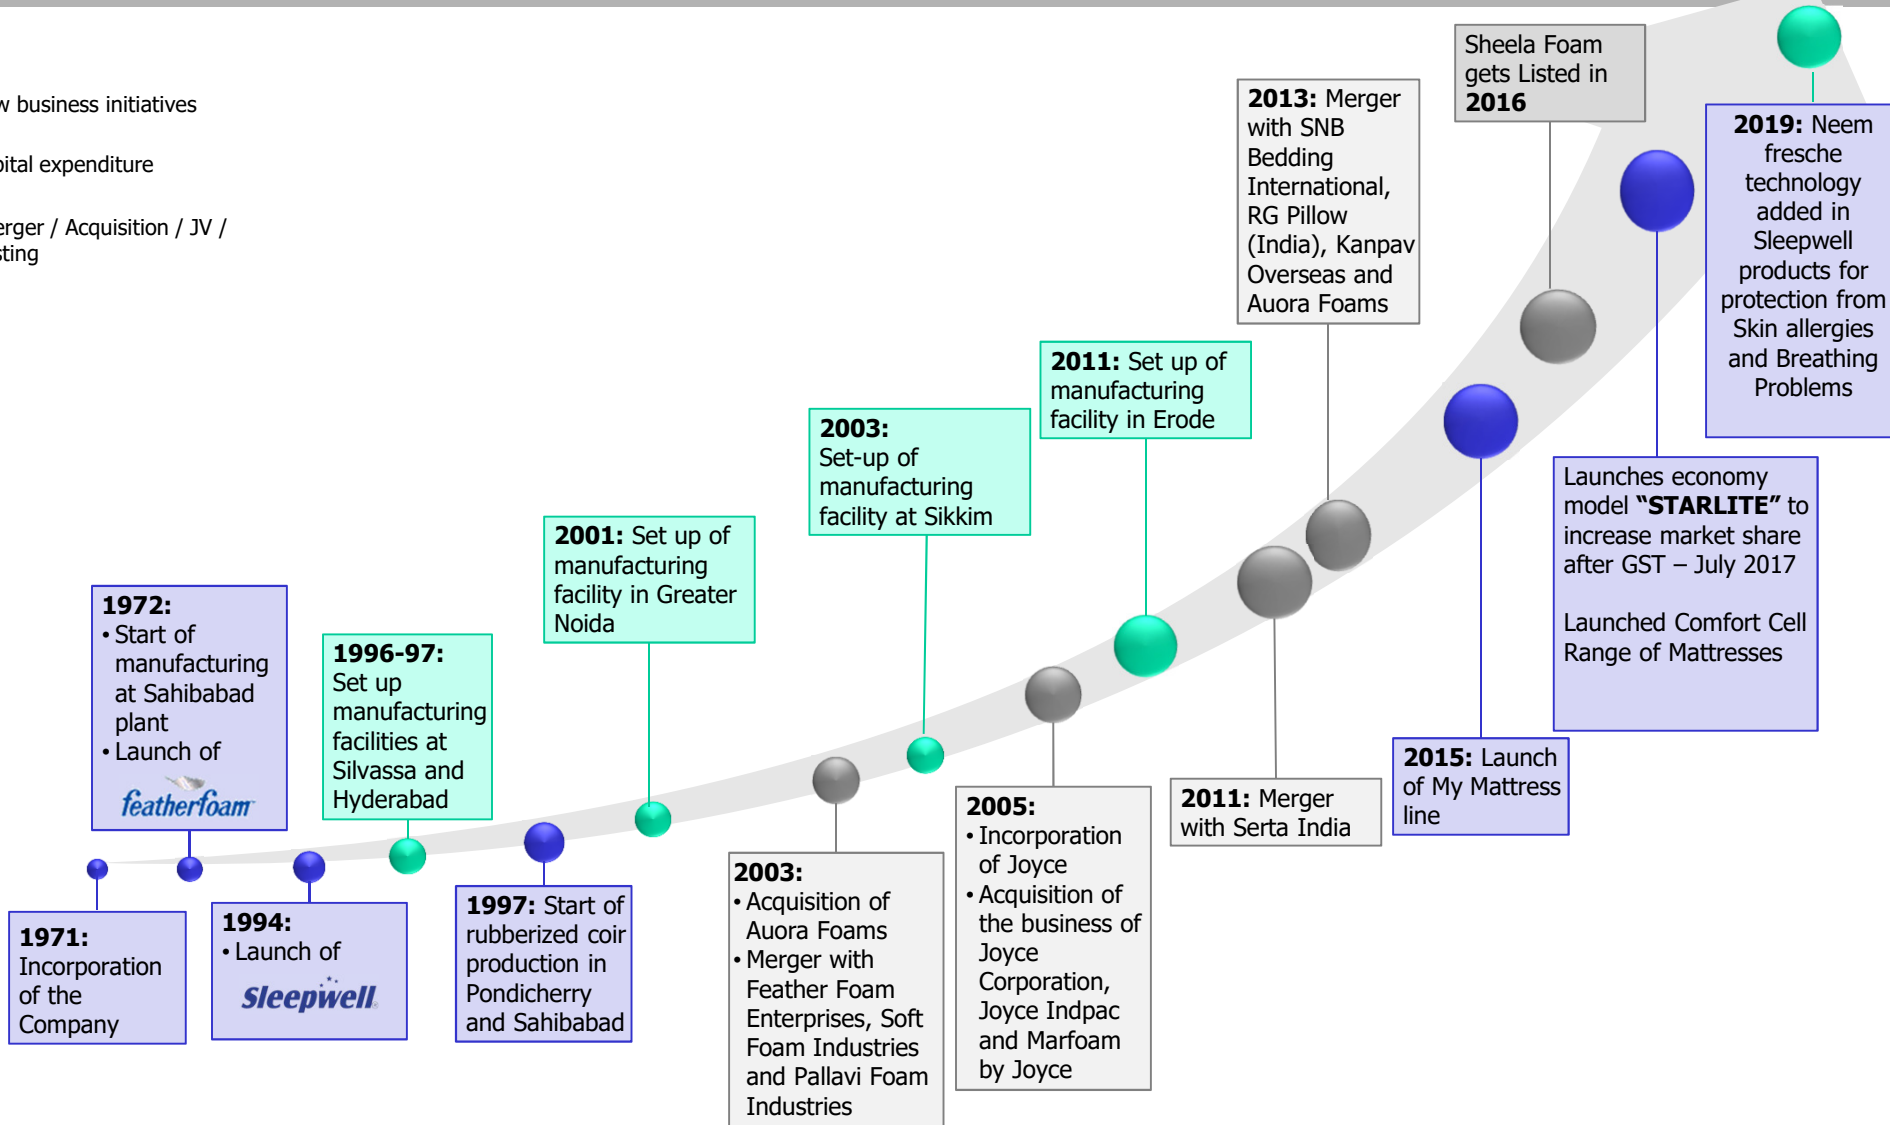 business initiatives
expenditure
/ Acquisition / JV /
1971:
Incorporation
of the
Company
1972:
• Start of
manufacturing
at Sahibabad
plant
• Launch of
featherfoam
1994:
• Launch of
Sleepwell
1996-97:
Set up
manufacturing
facilities at
Silvassa and
Hyderabad
1997: Start of
rubberized coir
production in
Pondicherry
and Sahibabad
2001: Set up of
manufacturing
facility in Greater
Noida
2003:
• Acquisition of
Auora Foams
• Merger with
Feather Foam
Enterprises, Soft
Foam Industries
and Pallavi Foam
Industries
2003:
Set-up of
manufacturing
facility at Sikkim
2005:
• Incorporation
of Joyce
• Acquisition of
the business of
Joyce
Corporation,
Joyce Indpac
and Marfoam
by Joyce
2011: Set up of
manufacturing
facility in Erode
2011: Merger
with Serta India
2013: Merger
with SNB
Bedding
International,
RG Pillow
(India), Kanpav
Overseas and
Auora Foams
2015: Launch
of My Mattress
line
Sheela Foam
gets Listed in
2016
Launches economy
model “STARLITE” to
increase market share
after GST – July 2017
Launched Comfort Cell
Range of Mattresses
2019: Neem
fresche
technology
added in
Sleepwell
products for
protection from
Skin allergies
and Breathing
Problems